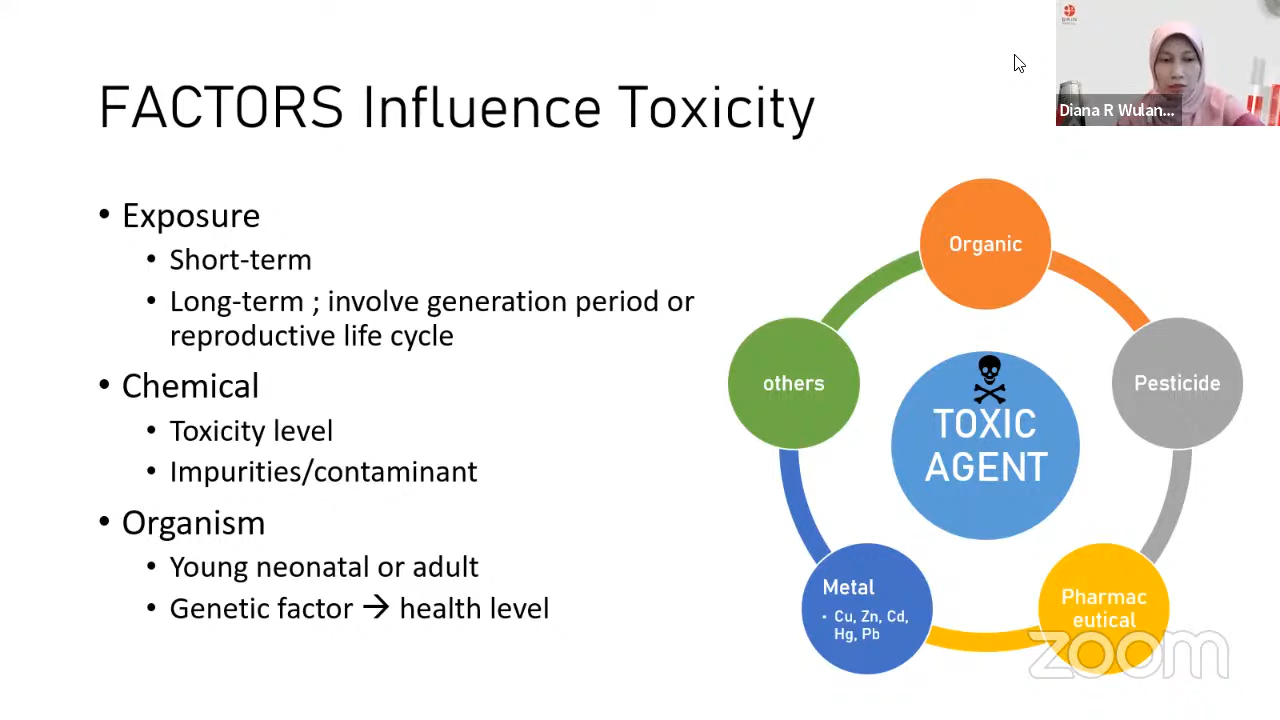 FACTORS Influence Toxicity
Diana R Wulan...
• Exposure
• Short-term
• Long-term ; involve generation period or
reproductive life cycle
• Chemical
• Toxicity level
• Impurities/contaminant
• Organism
• Young neonatal or adult
• Genetic factor → health level
Organic
others
Pesticide
TOXIC
AGENT
Metal
• Cu, Zn, Cd,
Hg, Pb
Pharmac
eutical
zoom